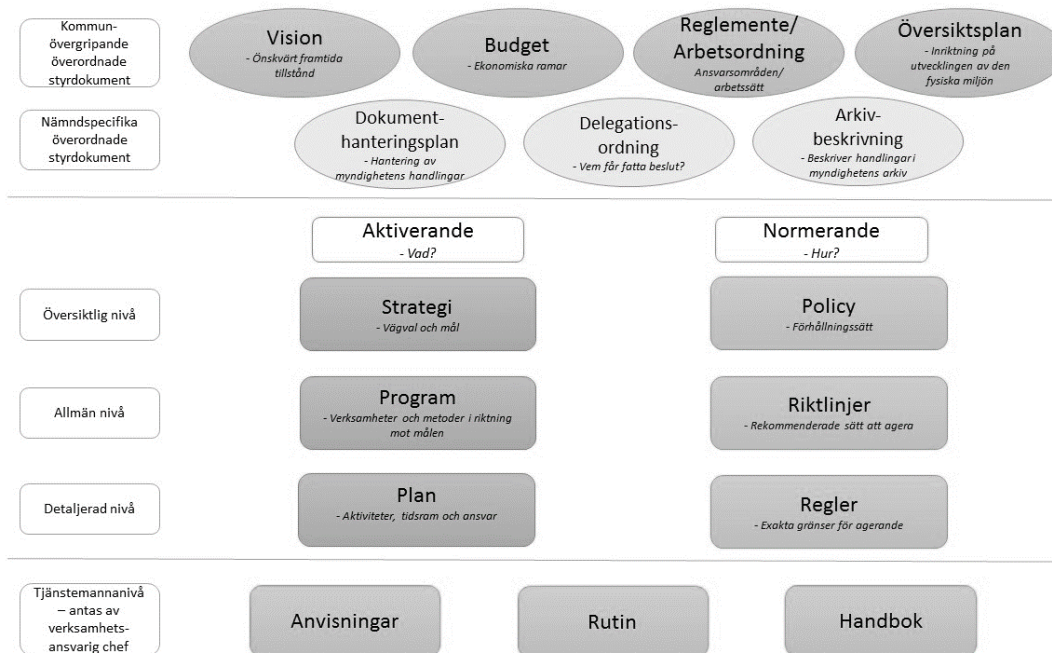 Kommun-
övergripande
överordnade
styrdokument
Vision
- Önskvärt framtida
tillstånd
Budget
- Ekonomiska ramar
Reglemente/
Arbetsordning
Ansvarsområden/
arbetssätt
Översiktsplan
- Inriktning på
utvecklingen av den
fysiska miljön
Nämndspecifika
överordnade
styrdokument
Dokument-
hanteringsplan
- Hantering av
myndighetens handlingar
Delegations-
ordning
- Vem får fatta beslut?
Arkiv-
beskrivning
- Beskriver handlingar i
myndighetens arkiv
Aktiverande
- Vad?
Normerande
- Hur?
Översiktlig nivå
Strategi
- Vägval och mål
Policy
- Förhållningssätt
Allmän nivå
Program
- Verksamheter och metoder i riktning
mot målen
Riktlinjer
- Rekommenderade sätt att agera
Detaljerad nivå
Plan
- Aktiviteter, tidsram och ansvar
Regler
- Exakta gränser för agerande
Tjänstemannanivå
– antas av
verksamhets-
ansvarig chef
Anvisningar
Rutin
Handbok